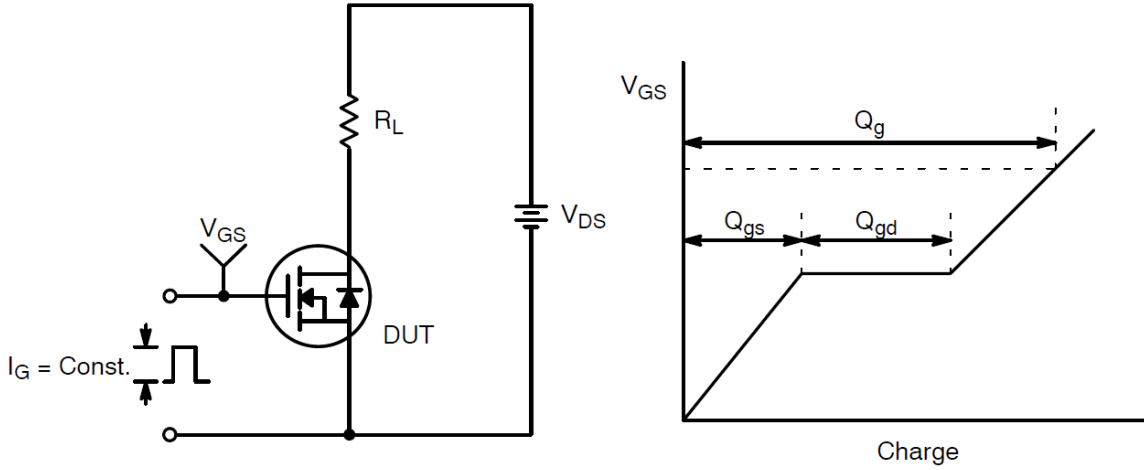 R_L
V_DS
V_GS
DUT
I_G = Const.
V_GS
Q_g
Q_gs
Q_gd
Charge